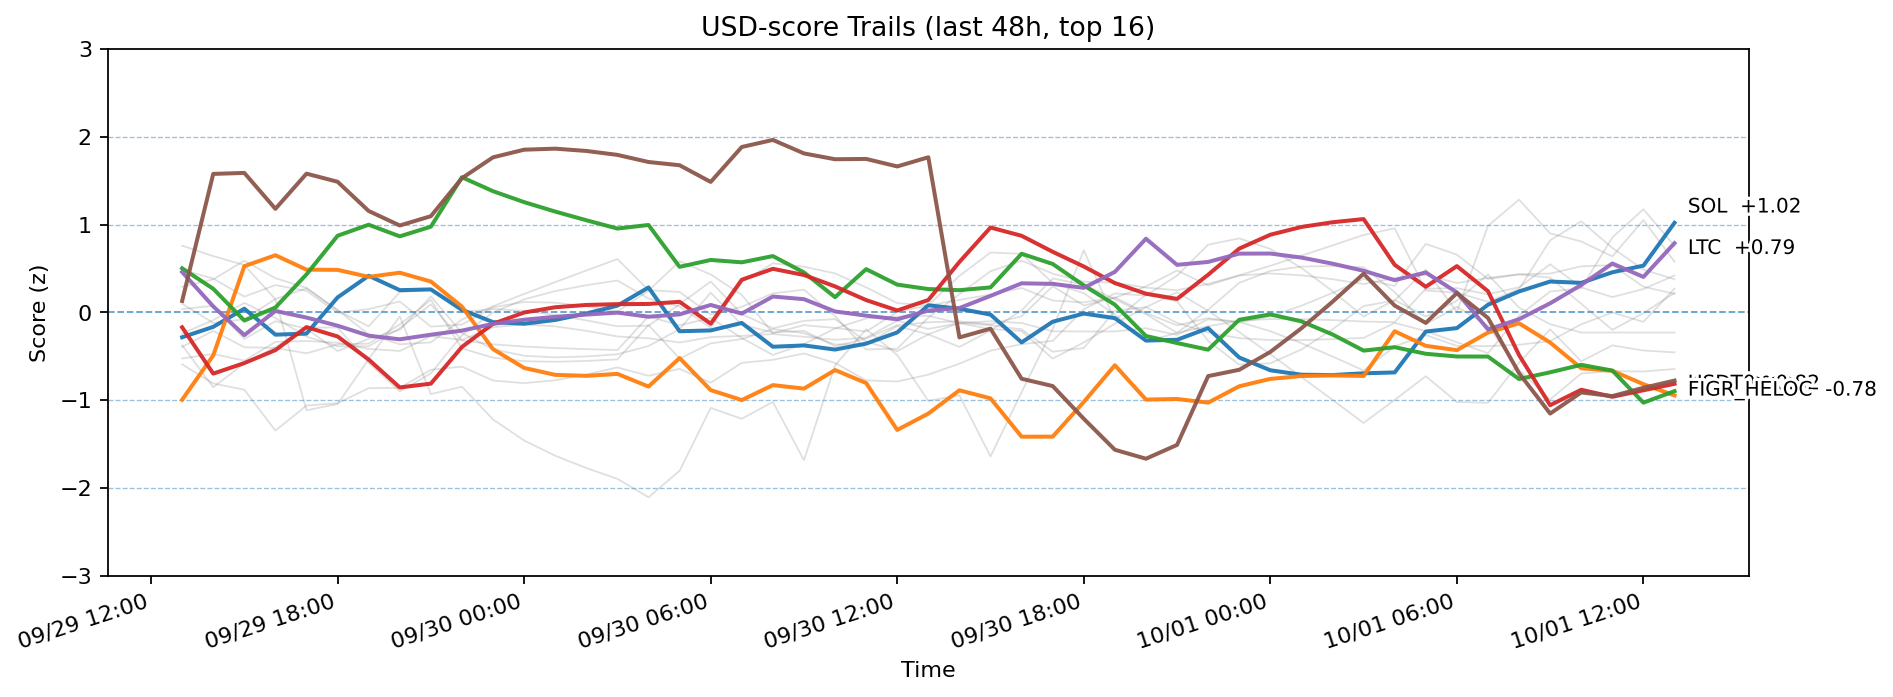 USD-score Trails (last 48h, top 16)
Score (z)
3
2
1
0
−1
−2
−3
SOL +1.02
LTC +0.79
FIGR_HELOC -0.78
09/29 12:00
09/29 18:00
09/30 00:00
09/30 06:00
09/30 12:00
09/30 18:00
10/01 00:00
10/01 06:00
10/01 12:00
Time